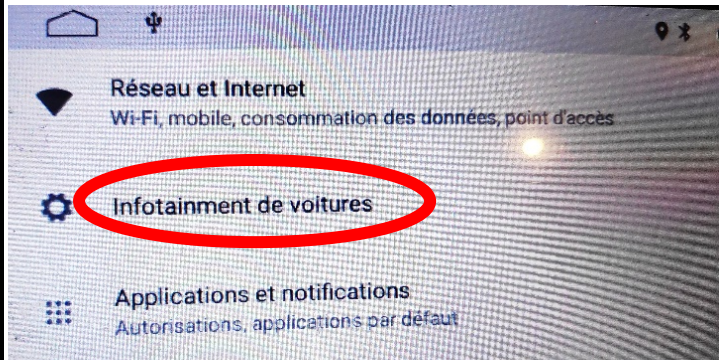 Réseau et Internet
Wi-Fi, mobile, consommation des données, point d'accès
Infotainment de voitures
Applications et notifications
Autorisations, applications par défaut